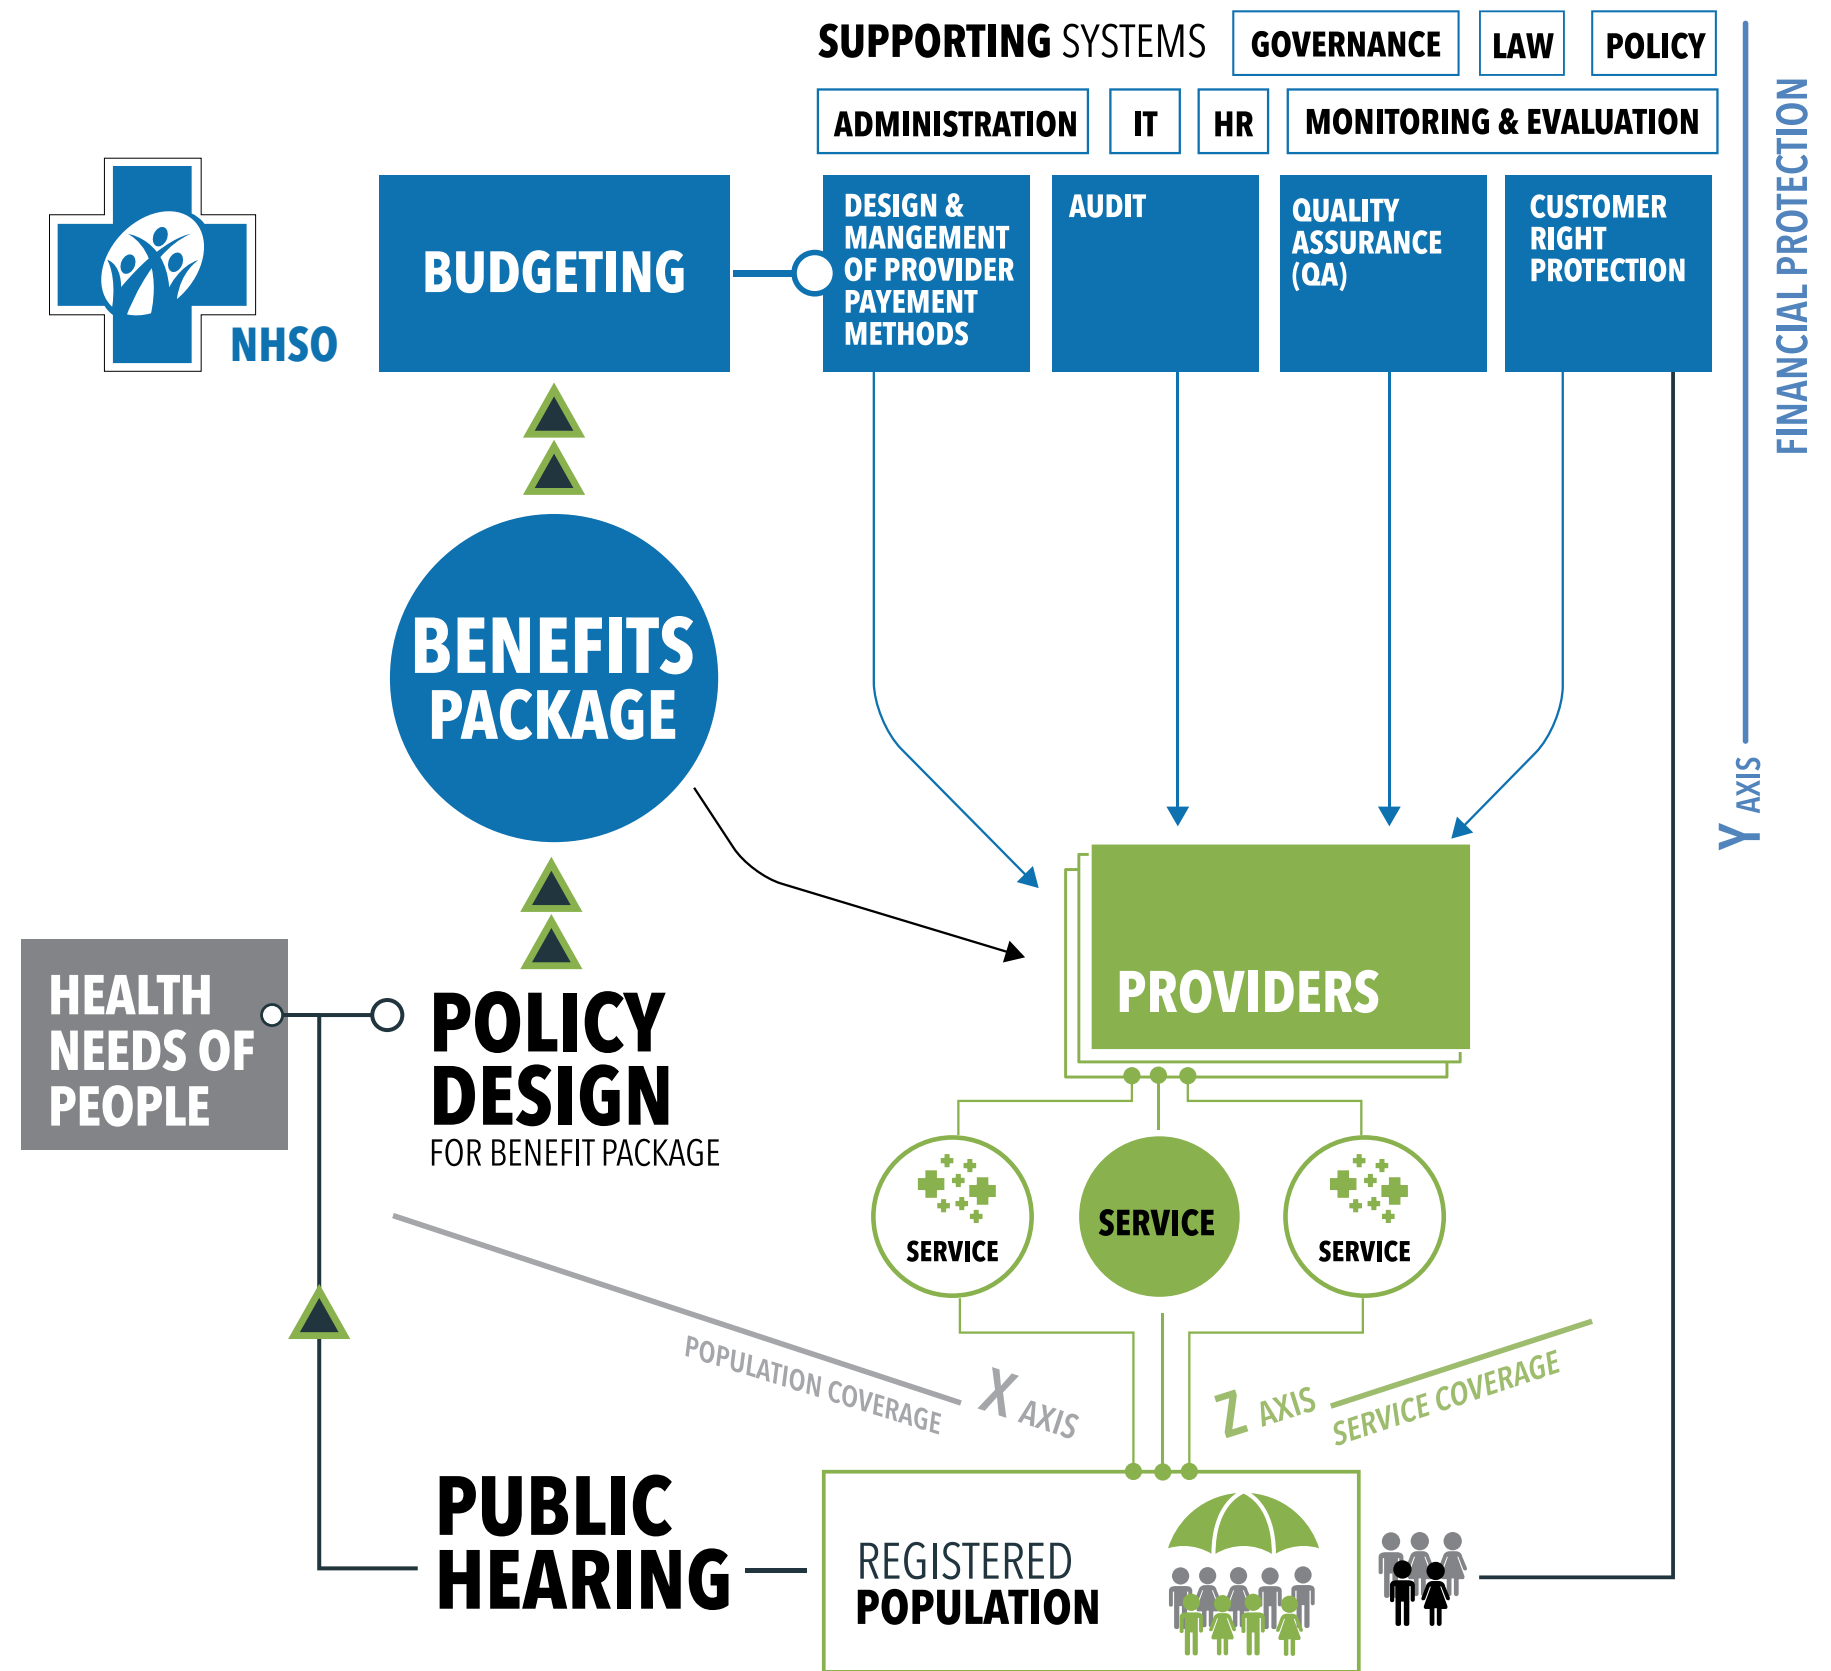 SUPPORTING SYSTEMS
GOVERNANCE
LAW
POLICY
ADMINISTRATION
IT
HR
MONITORING & EVALUATION
FINANCIAL PROTECTION
Y AXIS
NHSO
BUDGETING
DESIGN &
MANGEMENT
OF PROVIDER
PAYEMENT
METHODS
AUDIT
QUALITY
ASSURANCE
(QA)
CUSTOMER
RIGHT
PROTECTION
BENEFITS
PACKAGE
HEALTH
NEEDS OF
PEOPLE
POLICY
DESIGN
FOR BENEFIT PACKAGE
PROVIDERS
SERVICE
SERVICE
SERVICE
POPULATION COVERAGE
X AXIS
Z AXIS
SERVICE COVERAGE
PUBLIC
HEARING
REGISTERED
POPULATION